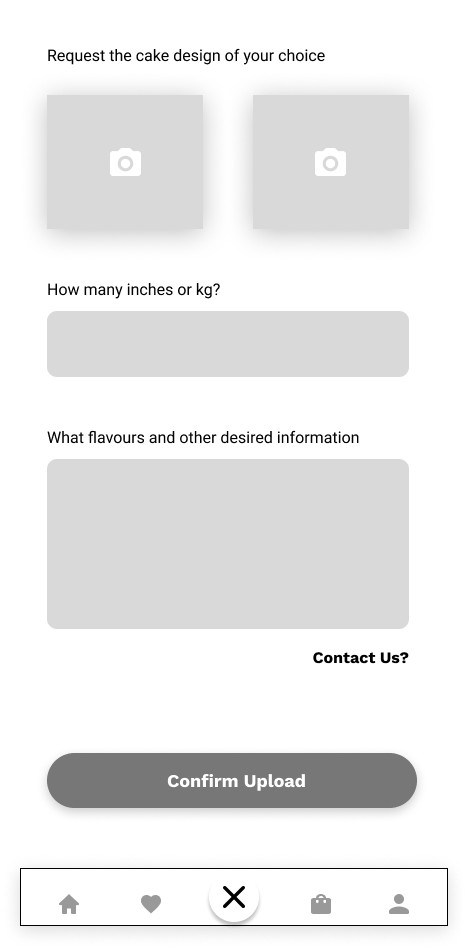 Request the cake design of your choice
How many inches or kg?
What flavours and other desired information
Contact Us?
Confirm Upload